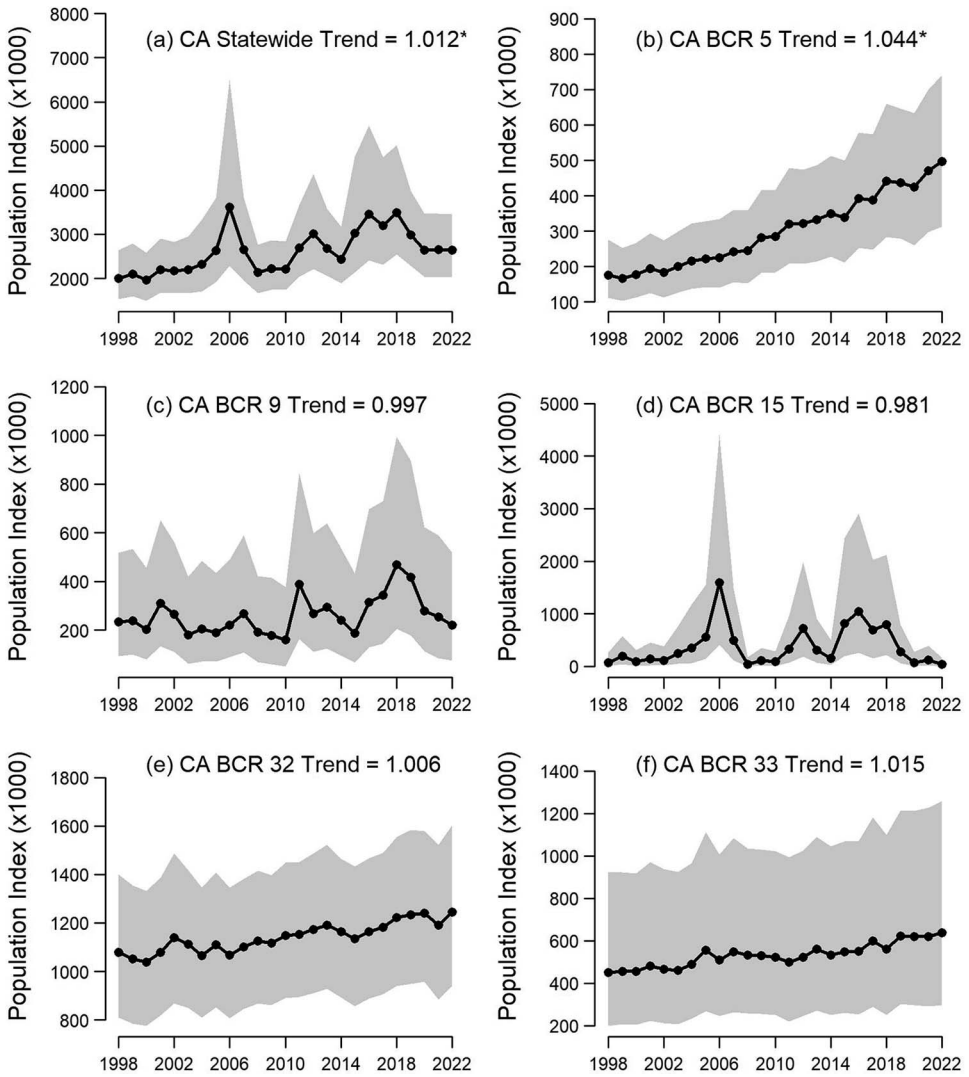 (a) CA Statewide Trend = 1.012*
Population Index (x1000)
8000
7000
6000
5000
4000
3000
2000
1998 2002 2006 2010 2014 2018 2022
(b) CA BCR 5 Trend = 1.044*
Population Index (x1000)
900
800
700
600
500
400
300
200
100
1998 2002 2006 2010 2014 2018 2022
(c) CA BCR 9 Trend = 0.997
Population Index (x1000)
1200
1000
800
600
400
200
1998 2002 2006 2010 2014 2018 2022
(d) CA BCR 15 Trend = 0.981
Population Index (x1000)
5000
4000
3000
2000
1000
0
1998 2002 2006 2010 2014 2018 2022
(e) CA BCR 32 Trend = 1.006
Population Index (x1000)
1800
1600
1400
1200
1000
800
1998 2002 2006 2010 2014 2018 2022
(f) CA BCR 33 Trend = 1.015
Population Index (x1000)
1400
1200
1000
800
600
400
200
1998 2002 2006 2010 2014 2018 2022